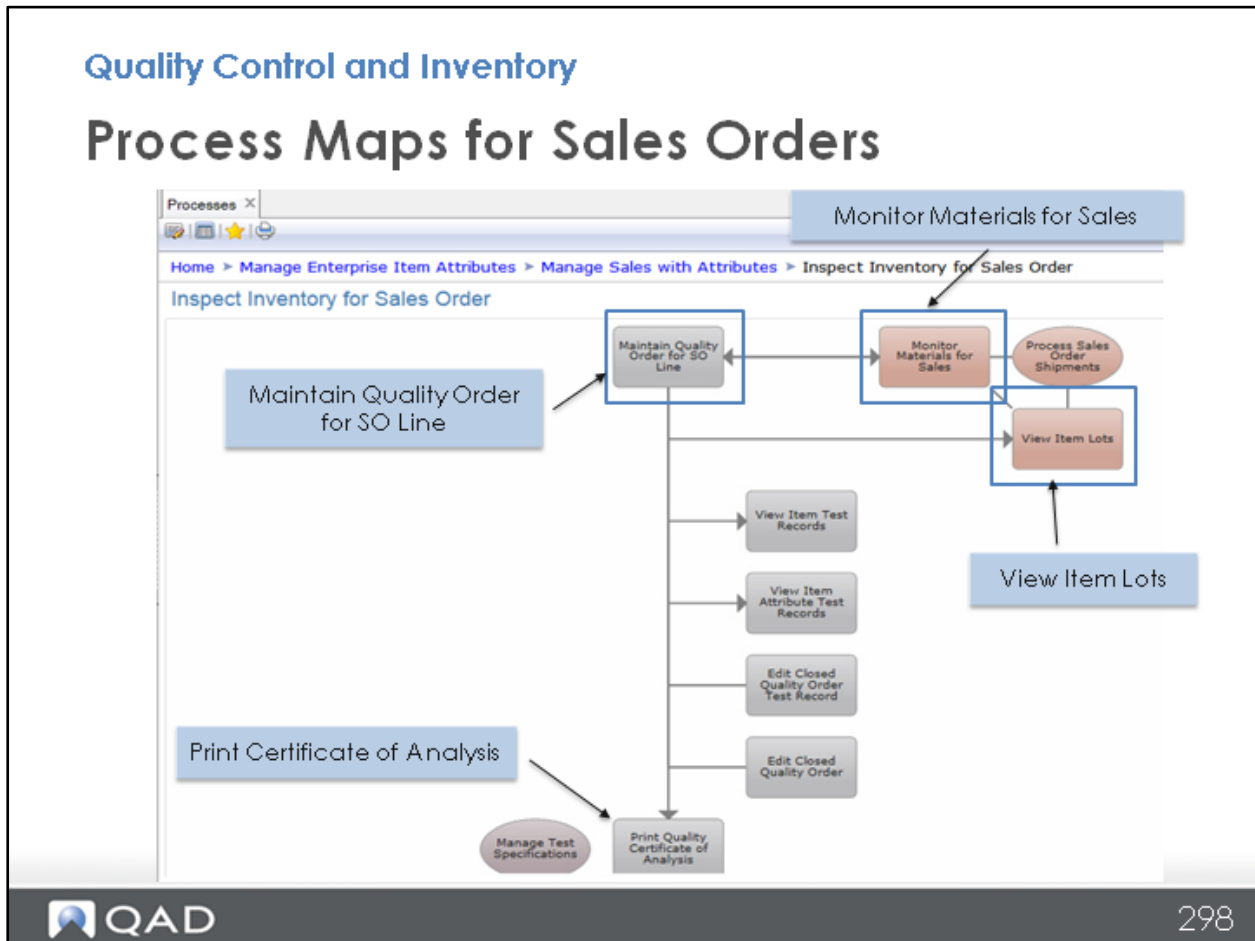 Quality Control and Inventory
Process Maps for Sales Orders
Processes
Monitor Materials for Sales
Home > Manage Enterprise Item Attributes > Manage Sales with Attributes > Inspect Inventory for Sales Order
Inspect Inventory for Sales Order
Maintain Quality
Order for SO
Line
Monitor
Materials for
Sales
Process Sales
Order
Shipments
Maintain Quality Order
for SO Line
View Item Lots
View Item Test
Records
View Item Lots
View Item
Attribute Test
Records
Edit Closed
Quality Order
Test Record
Print Certificate of Analysis
Edit Closed
Quality Order
Manage Test
Specifications
Print Quality
Certificate of
Analysis
QAD
298